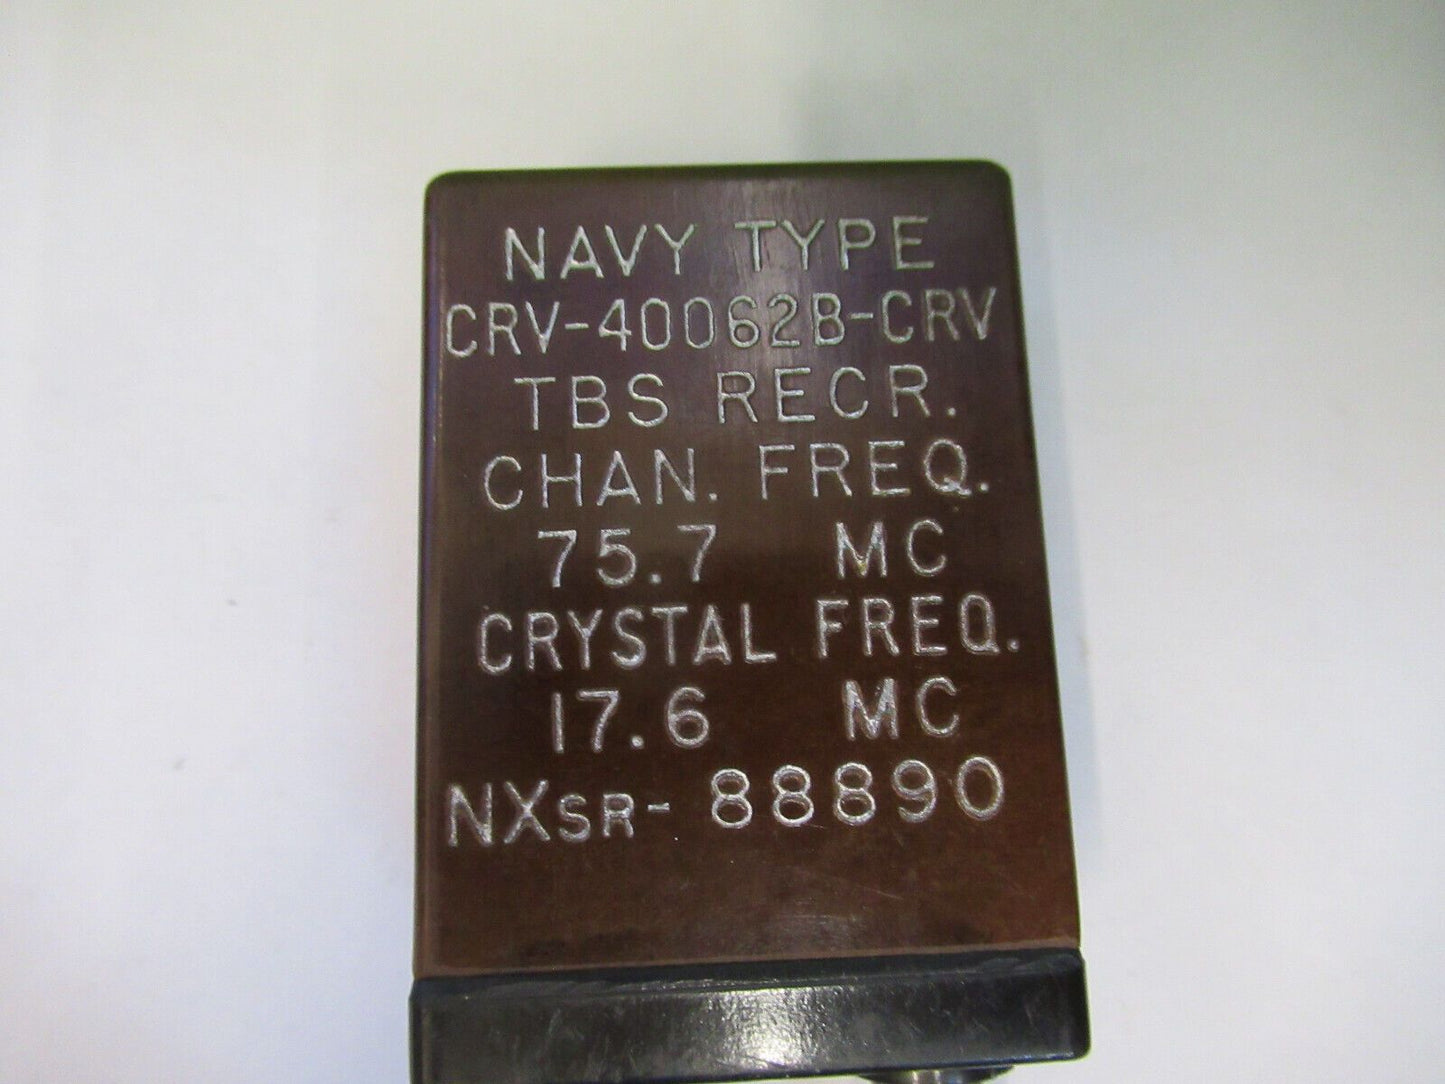 NAVY TYPE
CRV-40062B-CRV
TBS RECR.
CHAN. FREQ.
75.7 MC
CRYSTAL FREQ.
17.6 MC
NXSR-88890